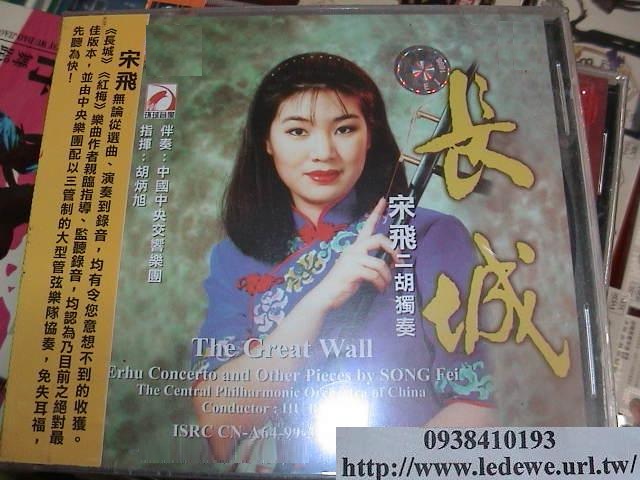 宋飛 無論從選曲、演奏到錄音，均有令您意想不到的收獲。
《長城》《紅梅》樂曲作者親臨指導、監聽錄音，均認為乃目前之絕對最
佳版本，並由中央樂團配以三管制的大型管弦樂隊協奏，免失耳福，
先聽為快！
環球音像
伴奏：中國中央交響樂團
指揮：胡炳旭
長城
宋飛二胡獨奏
The Great Wall
Erhu Concerto and Other Pieces by SONG Fei
The Central Philharmonic Orchestra of China
Conductor : HU
ISRC CN-A64-99-
0938410193
http://www.ledewe.url.tw/